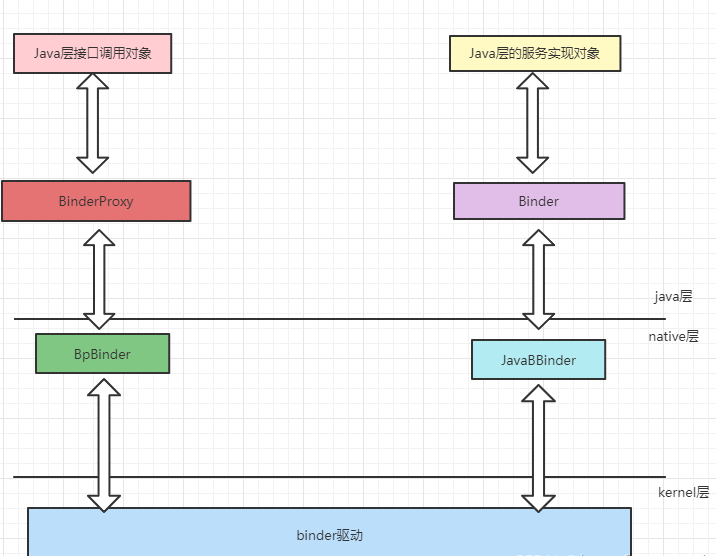 Java层接口调用对象
Java层的服务实现对象
BinderProxy
Binder
java层
native层
BpBinder
JavaBBinder
kernel层
binder驱动